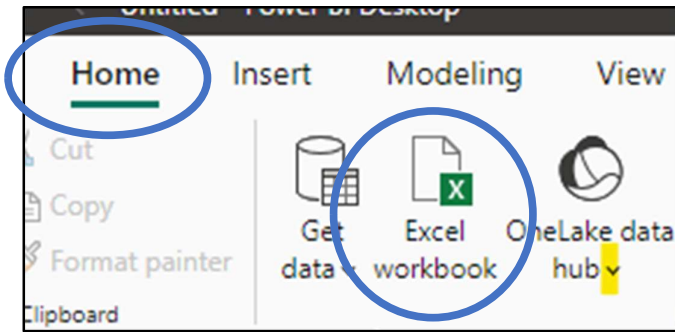 Untitled - Power BI Desktop
Home Insert Modeling View
Cut
Copy
Format painter
Clipboard
Get data
Excel workbook
X
OneLake data hub